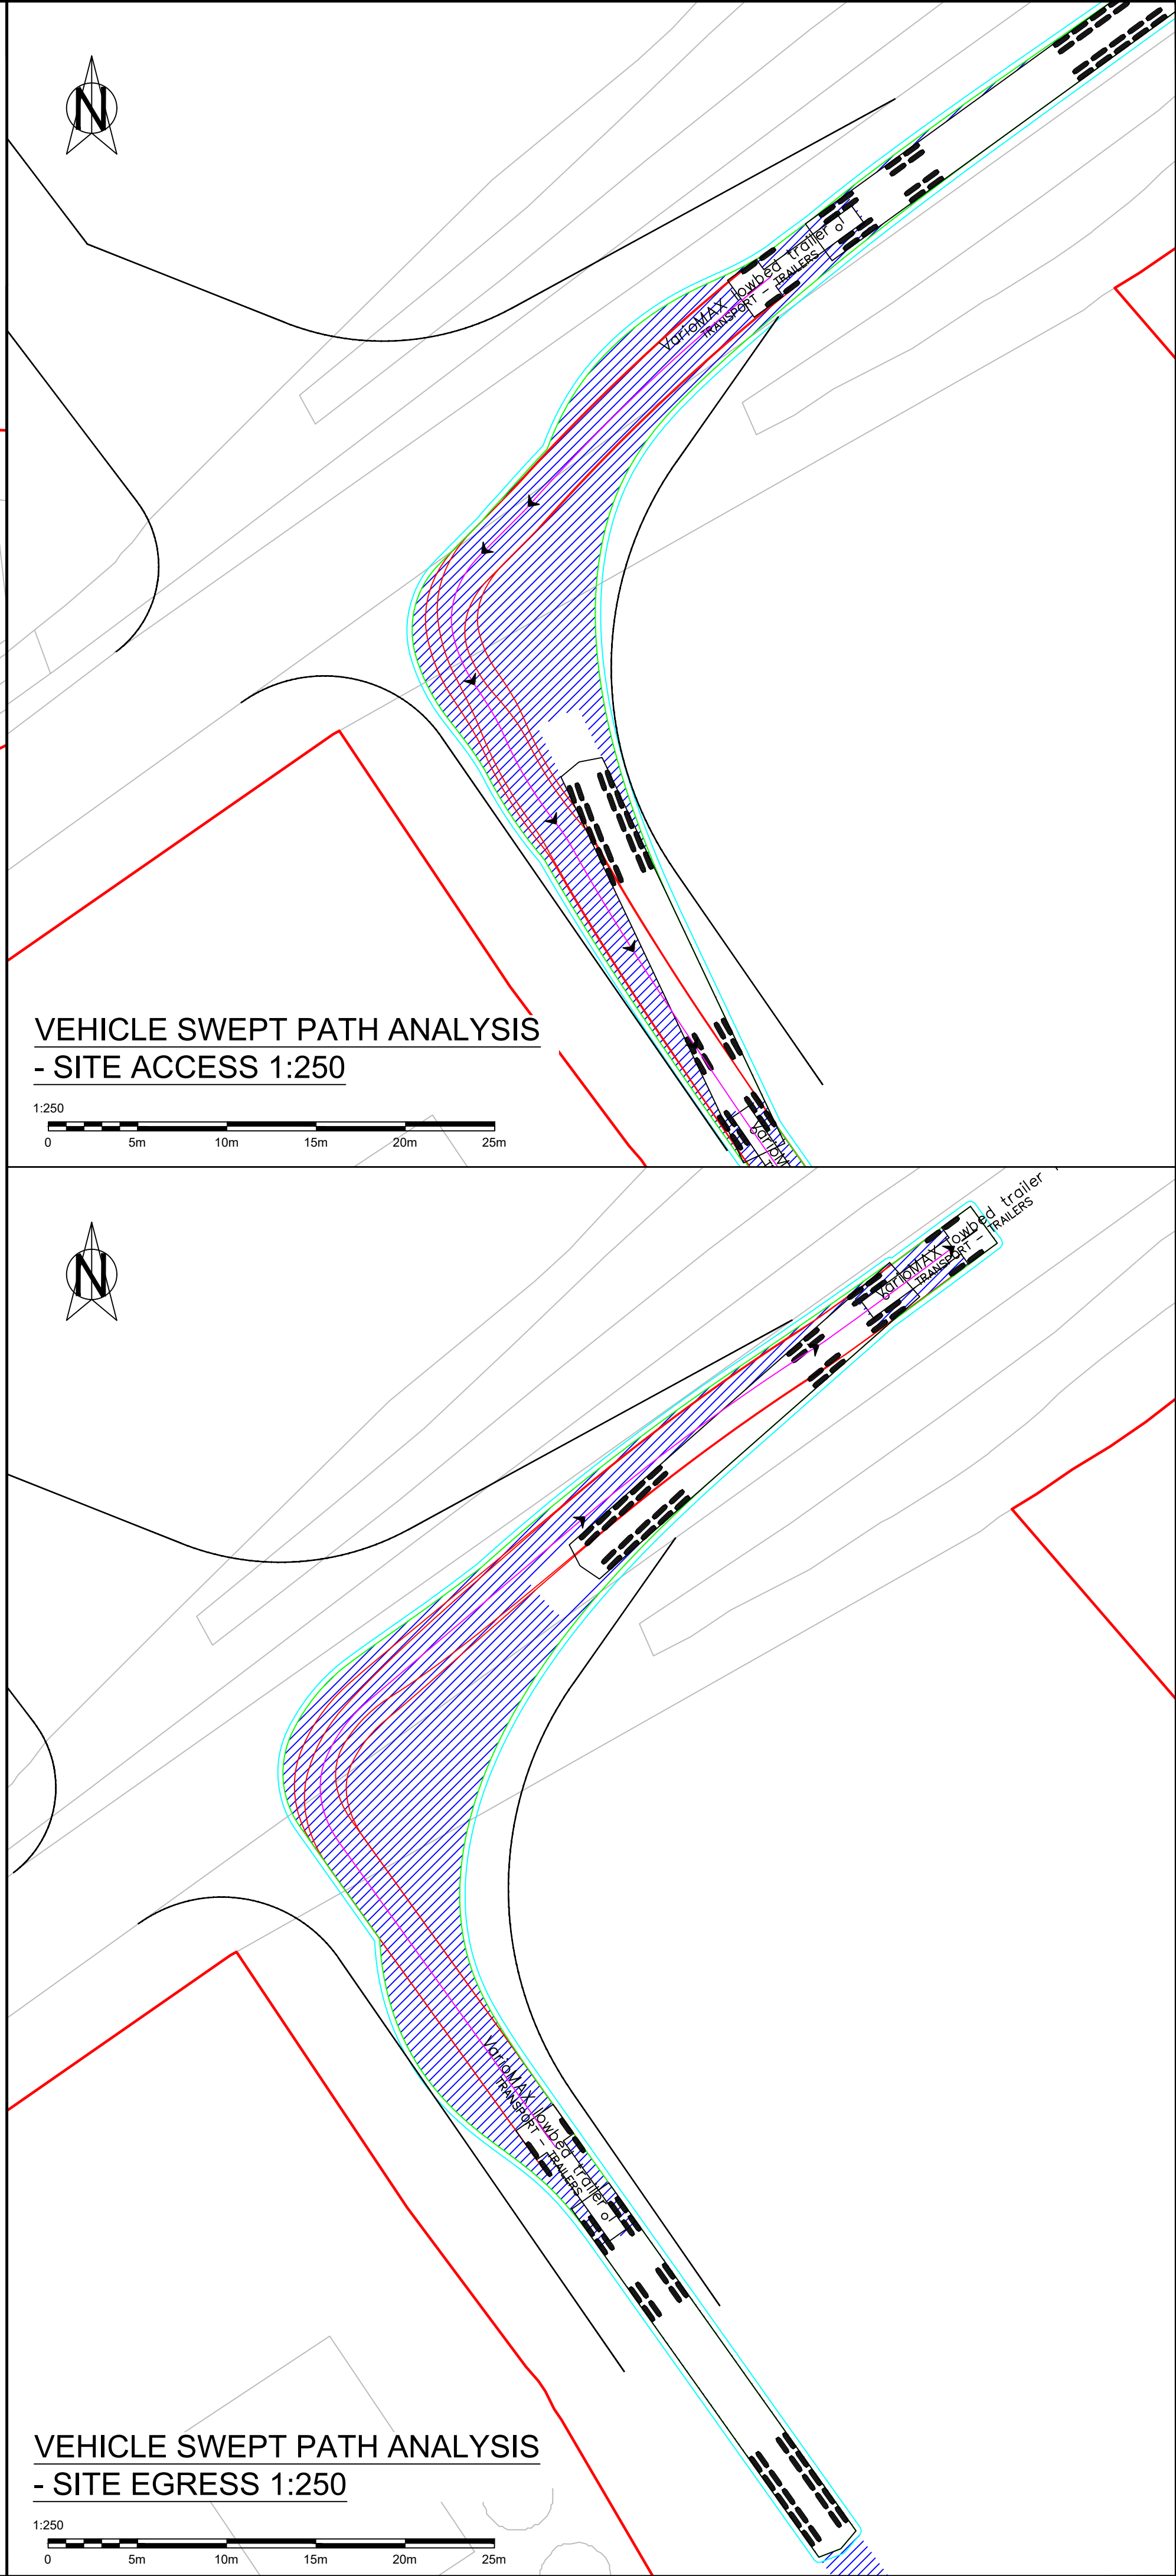 N
VarioMAX lowbed trailer
TRANSPORT - TRAILERS
VEHICLE SWEPT PATH ANALYSIS
- SITE ACCESS 1:250
1:250
0 5m 10m 15m 20m 25m
VarioM
N
VarioMAX lowbed trailer
TRANSPORT - TRAILERS
VarioMAX lowbed trailer
TRANSPORT - TRAILERS
VEHICLE SWEPT PATH ANALYSIS
- SITE EGRESS 1:250
1:250
0 5m 10m 15m 20m 25m